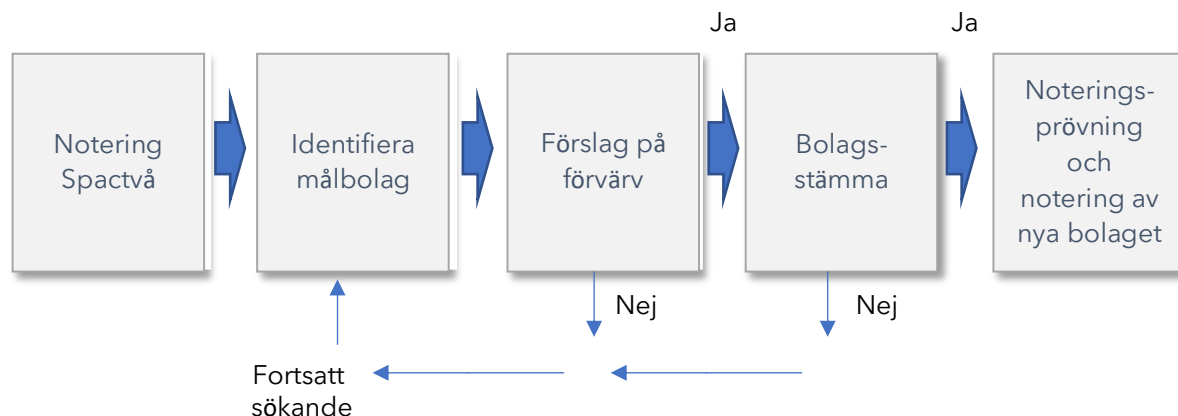 Ja
Ja
Notering
Spactvå
Identifiera
målbolag
Förslag på
förvärv
Bolags-
stämma
Noterings-
prövning
och
notering av
nya bolaget
Nej
Nej
Fortsatt
sökande